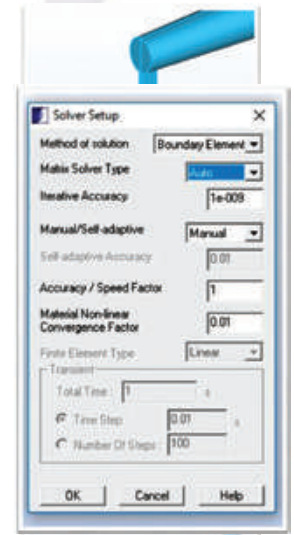 Solver Setup
Method of solution Boundary Element
Matrix Solver Type Auto
Iterative Accuracy 1e-009
Manual/Self-adaptive Manual
Self-adaptive Accuracy 0.01
Accuracy / Speed Factor 1
Material Non-linear
Convergence Factor 0.01
Finite Element Type Linear
Transient
Total Time 1 s
Time Step 0.01 s
Number Of Steps 100
OK Cancel Help